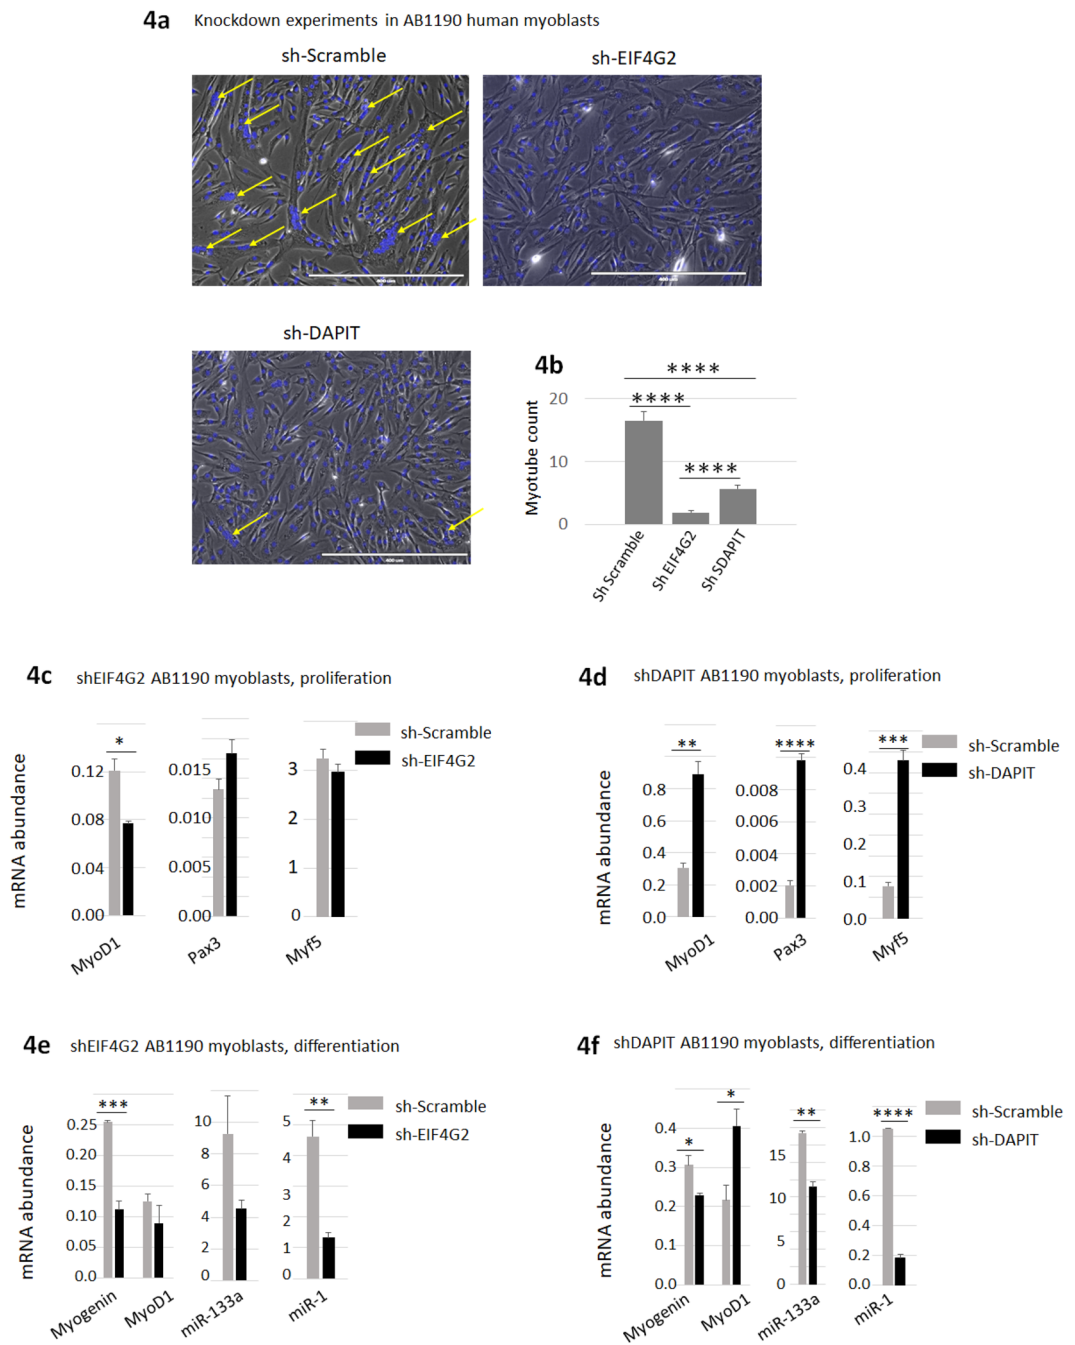 4a Knockdown experiments in AB1190 human myoblasts
sh-Scramble
sh-EIF4G2
400 um
400 um
sh-DAPIT
400 um
4b
****
20
****
10
****
0
Myotube count
Sh Scramble
Sh EIF4G2
Sh SDAPIT
4c shEIF4G2 AB1190 myoblasts, proliferation
sh-Scramble
sh-EIF4G2
mRNA abundance
*
0.12
0.08
0.04
0.00
MyoD1
0.015
0.010
0.005
0.00
Pax3
3
2
1
0
Myf5
4d shDAPIT AB1190 myoblasts, proliferation
sh-Scramble
sh-DAPIT
mRNA abundance
**
0.8
0.6
0.4
0.2
0.0
MyoD1
****
0.008
0.006
0.004
0.002
0.00
Pax3
***
0.4
0.3
0.2
0.1
0.0
Myf5
4e shEIF4G2 AB1190 myoblasts, differentiation
sh-Scramble
sh-EIF4G2
mRNA abundance
***
0.25
0.20
0.15
0.10
0.05
0.0
Myogenin
MyoD1
10
8
6
4
2
0
miR-133a
**
5
4
3
2
1
0
miR-1
4f shDAPIT AB1190 myoblasts, differentiation
sh-Scramble
sh-DAPIT
mRNA abundance
*
*
0.4
0.3
0.2
0.1
0.0
Myogenin
MyoD1
**
15
10
5
0
miR-133a
****
1.0
0.8
0.6
0.4
0.2
0.0
miR-1